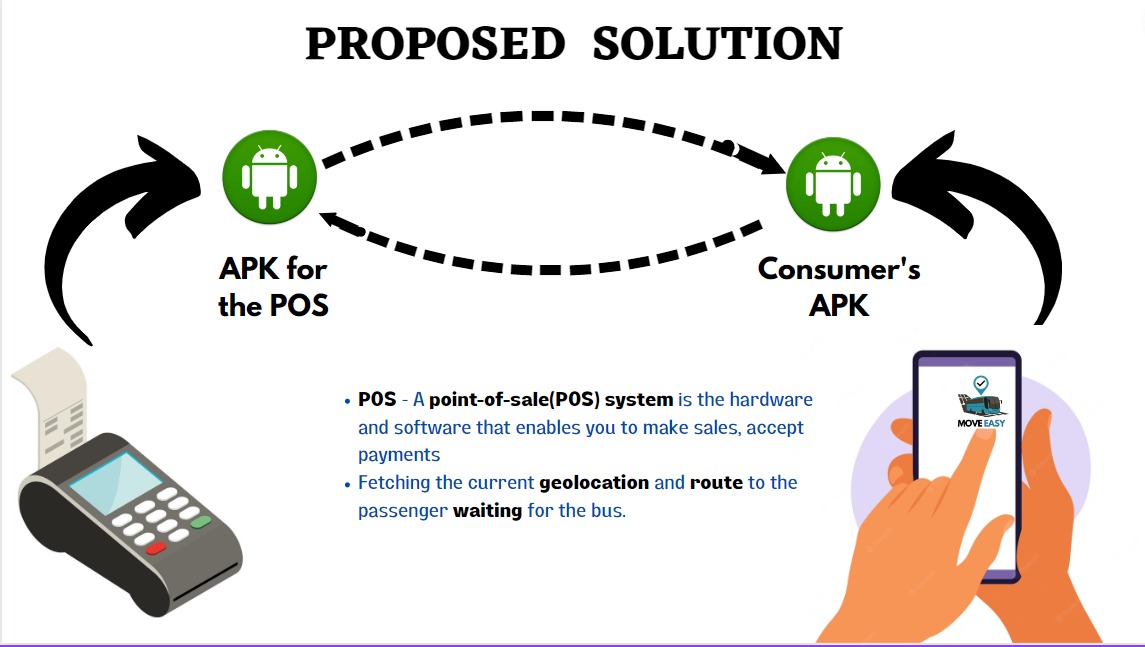 PROPOSED SOLUTION
APK for
the POS
Consumer's
APK
• POS - A point-of-sale(POS) system is the hardware
and software that enables you to make sales, accept
payments
• Fetching the current geolocation and route to the
passenger waiting for the bus.
MOVE EASY